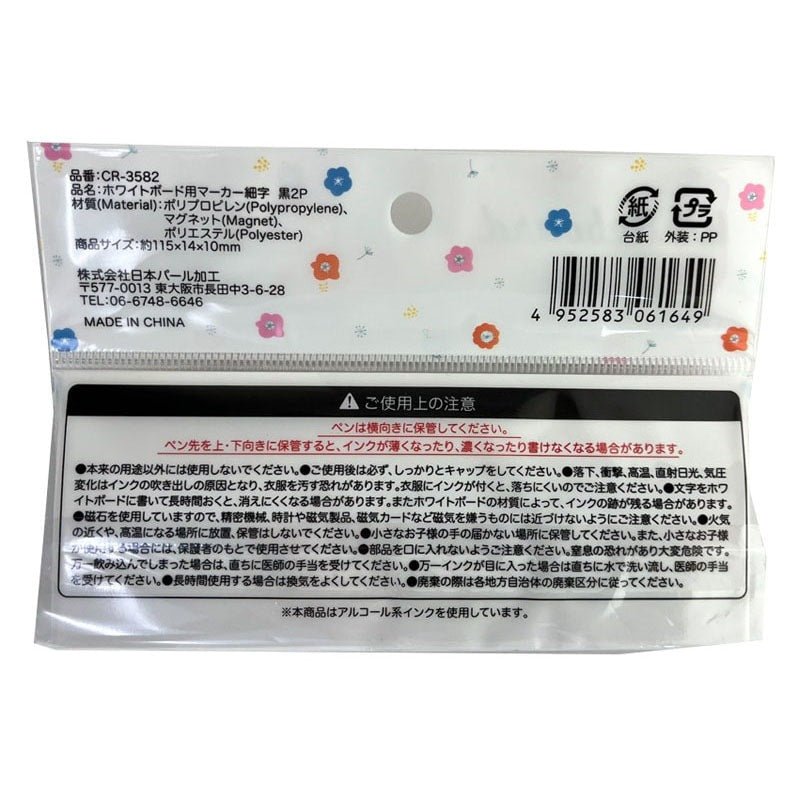 品番：CR-3582
品名：ホワイトボード用マーカー細字 黒2P
材質(Material)：ポリプロピレン(Polypropylene)、
マグネット(Magnet)、
ポリエステル(Polyester)
商品サイズ：約115×14×10mm
株式会社日本パール加工
〒577-0013 東大阪市長田中3-6-28
TEL：06-6748-6646
MADE IN CHINA
紙
台紙
プラ
外装：PP
4 952583 061649
ご使用上の注意
ペンは横向きに保管してください。
ペン先を上・下向きに保管すると、インクが薄くなったり、濃くなったり書けなくなる場合があります。
●本来の用途以外には使用しないでください。●ご使用後は必ず、しっかりとキャップをしてください。●落下、衝撃、高温、直射日光、気圧
変化はインクの吹き出しの原因となり、衣服を汚す恐れがあります。衣服にインクが付くと、落ちにくいのでご注意ください。●文字をホワ
イトボードに書いて長時間おくと、消えにくくなる場合があります。またホワイトボードの材質によって、インクの跡が残る場合があります。
●磁石を使用していますので、精密機械、時計や磁気製品、磁気カードなど磁気を嫌うものには近づけないようにご注意ください。●火気
の近くや、高温になる場所に放置、保管はしないでください。●小さなお子様の手の届かない場所に保管してください。また、小さなお子様
が使用する場合には、保護者のもとで使用させてください。●部品を口に入れないようご注意ください。窒息の恐れがあり大変危険です。
万一飲み込んでしまった場合は、直ちに医師の手当を受けてください。●万一インクが目に入った場合は直ちに水で洗い流し、医師の手当
を受けてください。●長時間使用する場合は換気をよくしてください。●廃棄の際は各地方自治体の廃棄区分に従ってください。
※本商品はアルコール系インクを使用しています。